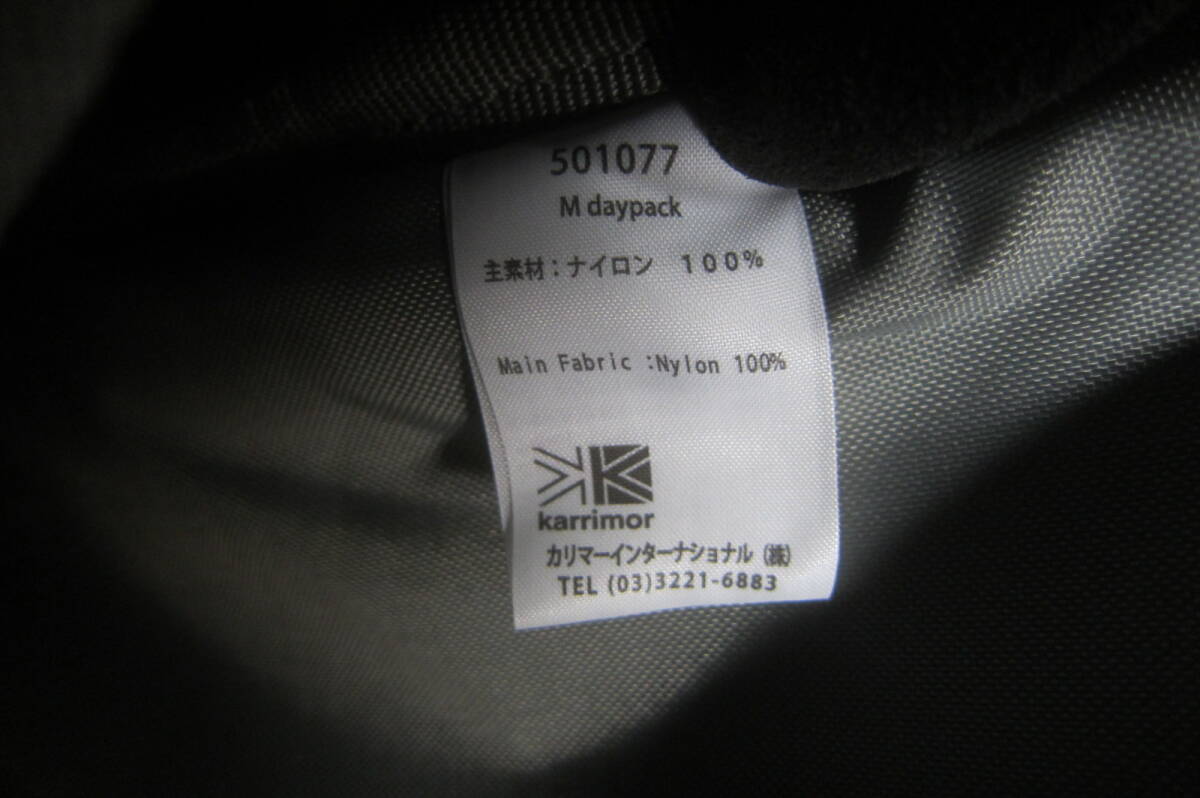 501077
M daypack
主素材:ナイロン 100%
Main Fabric :Nylon 100%
karrimor
カリマーインターナショナル (株)
TEL (03)3221-6883